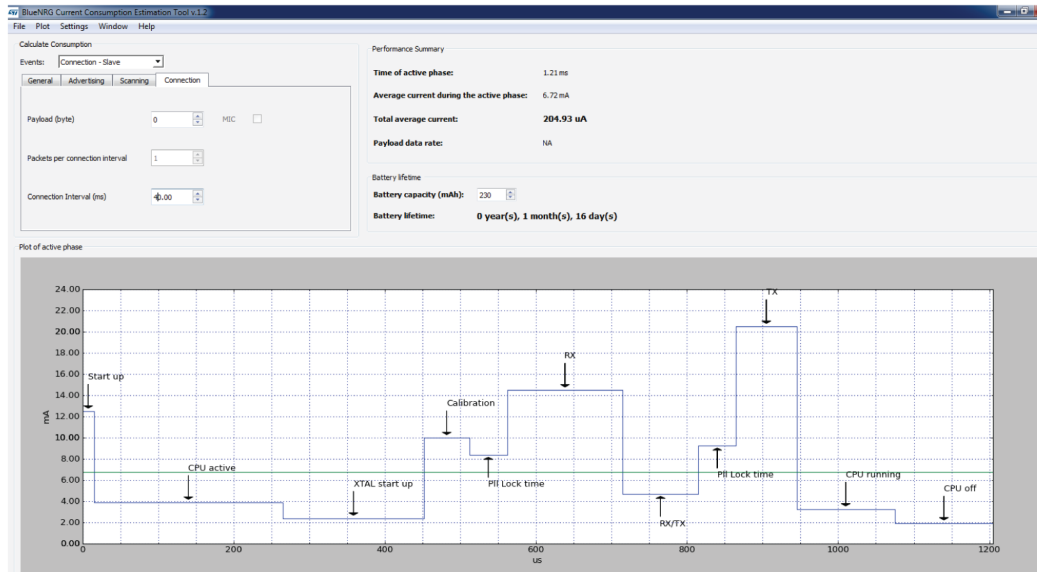 BlueNRG Current Consumption Estimation Tool v.1.2
File Plot Settings Window Help
Calculate Consumption
Events: Connection - Slave
General Advertising Scanning Connection
Payload (byte) 0 MIC
Packets per connection interval 1
Connection Interval (ms) 40.00
Performance Summary
Time of active phase: 1.21 ms
Average current during the active phase: 6.72 mA
Total average current: 204.93 uA
Payload data rate: NA
Battery lifetime
Battery capacity (mAh): 230
Battery lifetime: 0 year(s), 1 month(s), 16 day(s)
Plot of active phase
24.00
22.00
20.00
18.00
16.00
14.00
12.00
10.00
8.00
6.00
4.00
2.00
0.00
mA
Start up
CPU active
XTAL start up
Calibration
Pll Lock time
RX
RX/TX
Pll Lock time
TX
CPU running
CPU off
0 200 400 600 800 1000 1200
us